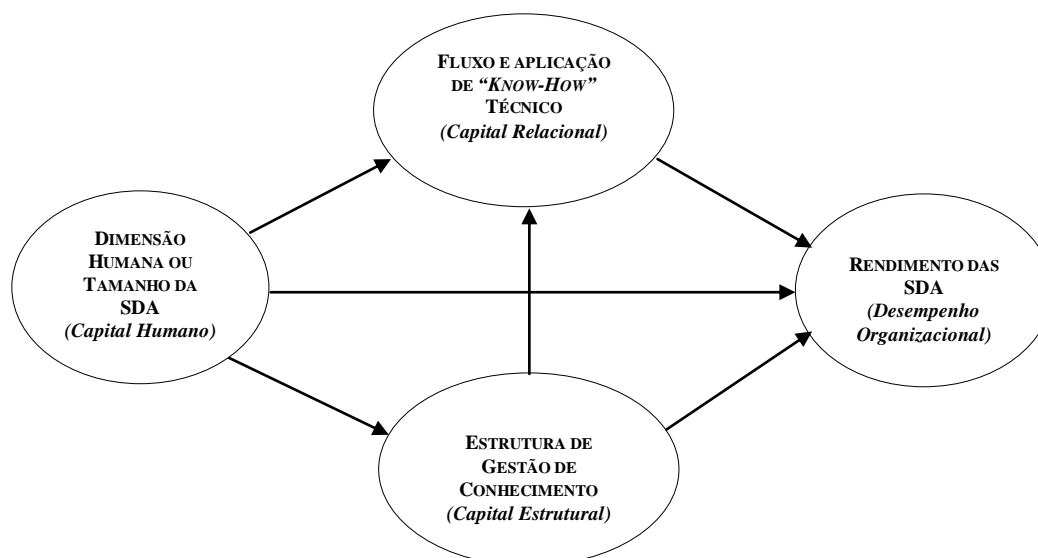 FLUXO E APLICAÇÃO
DE “KNOW-HOW”
TÉCNICO
(Capital Relacional)
DIMENSÃO
HUMANA OU
TAMANHO DA
SDA
(Capital Humano)
RENDIMENTO DAS
SDA
(Desempenho
Organizacional)
ESTRUTURA DE
GESTÃO DE
CONHECIMENTO
(Capital Estrutural)